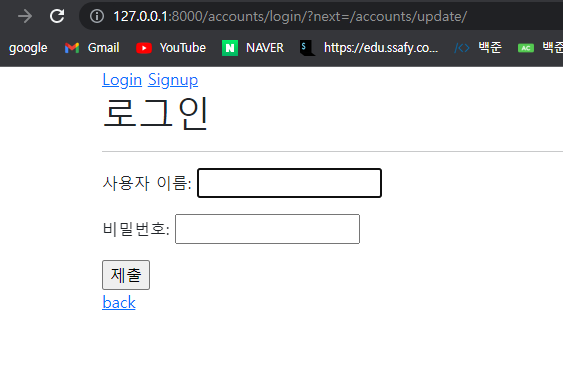 127.0.0.1:8000/accounts/login/?next=/accounts/update/
google Gmail YouTube NAVER https://edu.ssafy.co... </> 백준 AC 백준
Login Signup
로그인
사용자 이름:
비밀번호:
제출
back